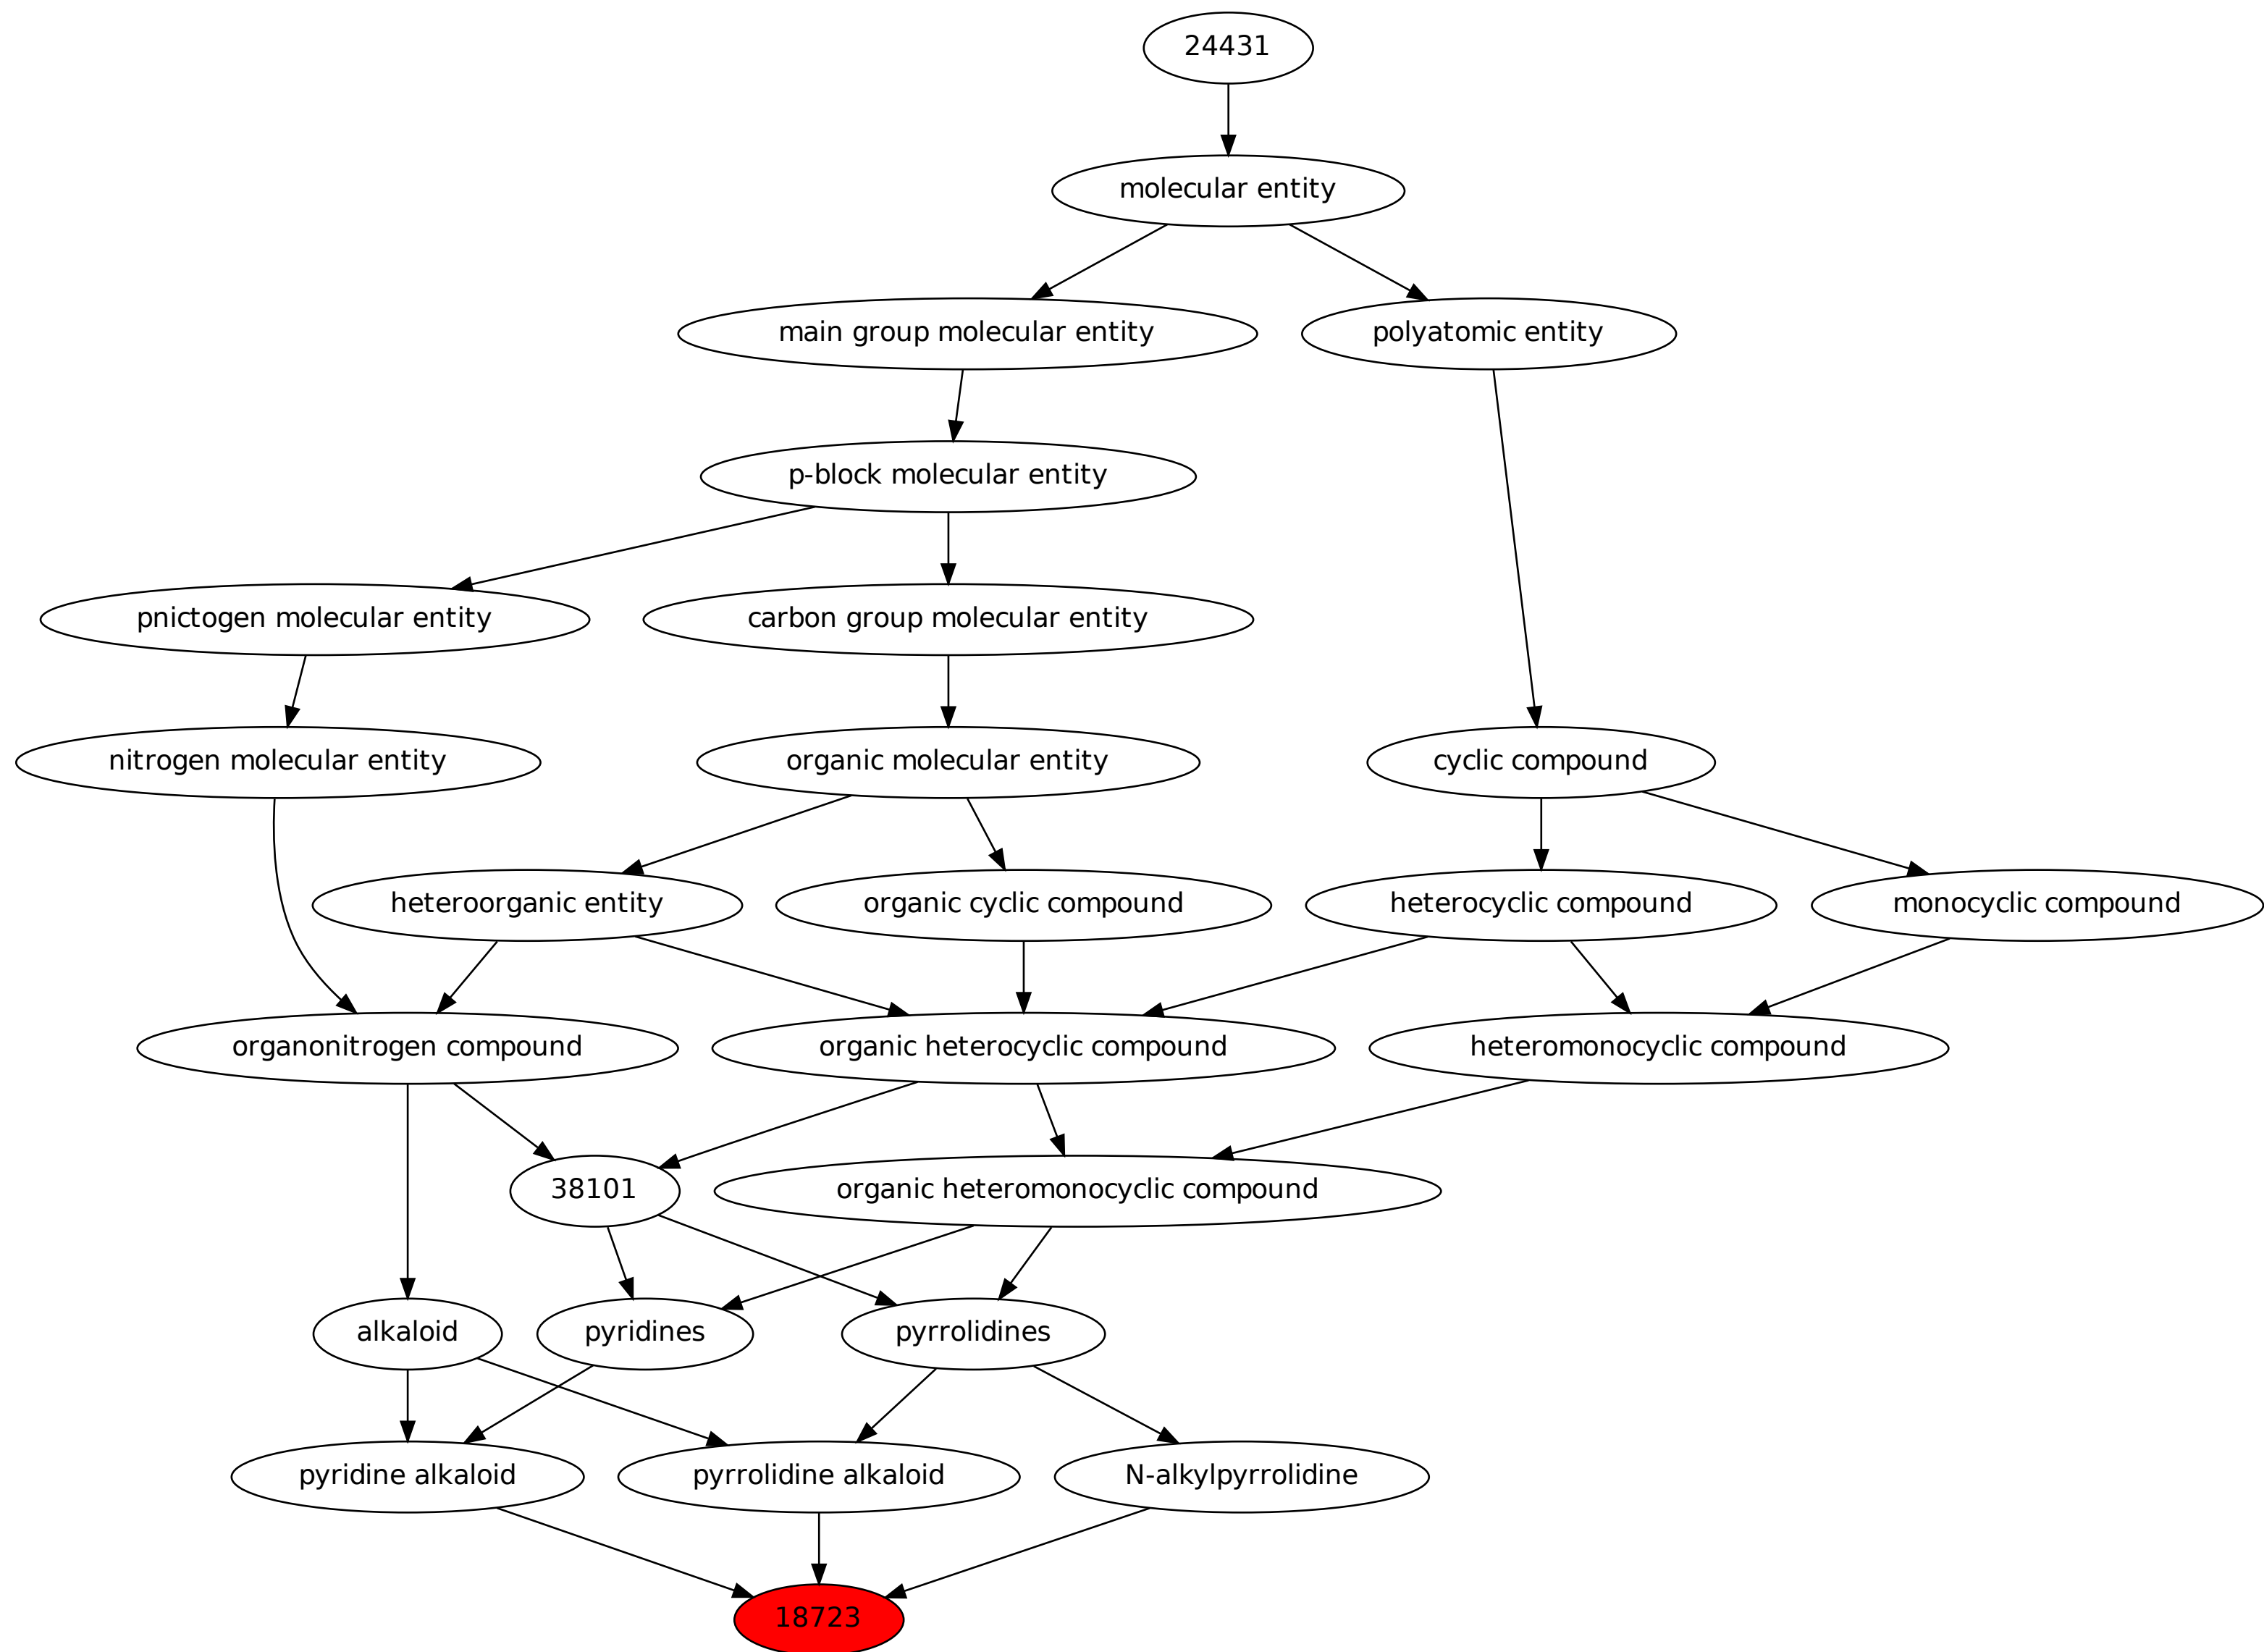 24431
molecular entity
main group molecular entity
polyatomic entity
p-block molecular entity
pnictogen molecular entity
carbon group molecular entity
nitrogen molecular entity
organic molecular entity
cyclic compound
heteroorganic entity
organic cyclic compound
heterocyclic compound
monocyclic compound
organonitrogen compound
organic heterocyclic compound
heteromonocyclic compound
38101
organic heteromonocyclic compound
alkaloid
pyridines
pyrrolidines
pyridine alkaloid
pyrrolidine alkaloid
N-alkylpyrrolidine
18723